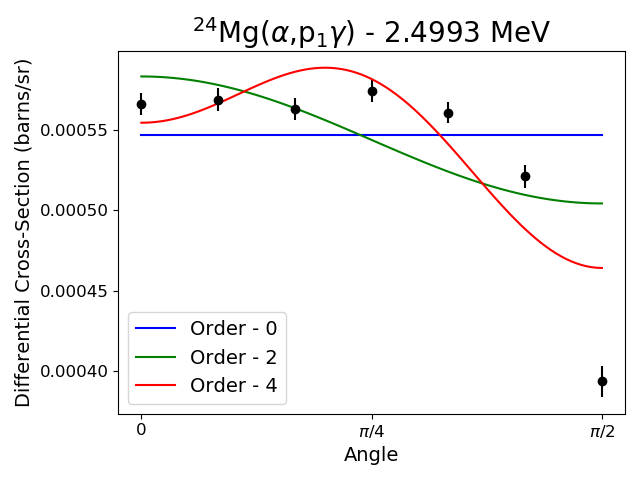 ²⁴Mg(α,p₁γ) - 2.4993 MeV
Differential Cross-Section (barns/sr)
0.00055
0.00050
0.00045
0.00040
Order - 0
Order - 2
Order - 4
0
π/4
π/2
Angle